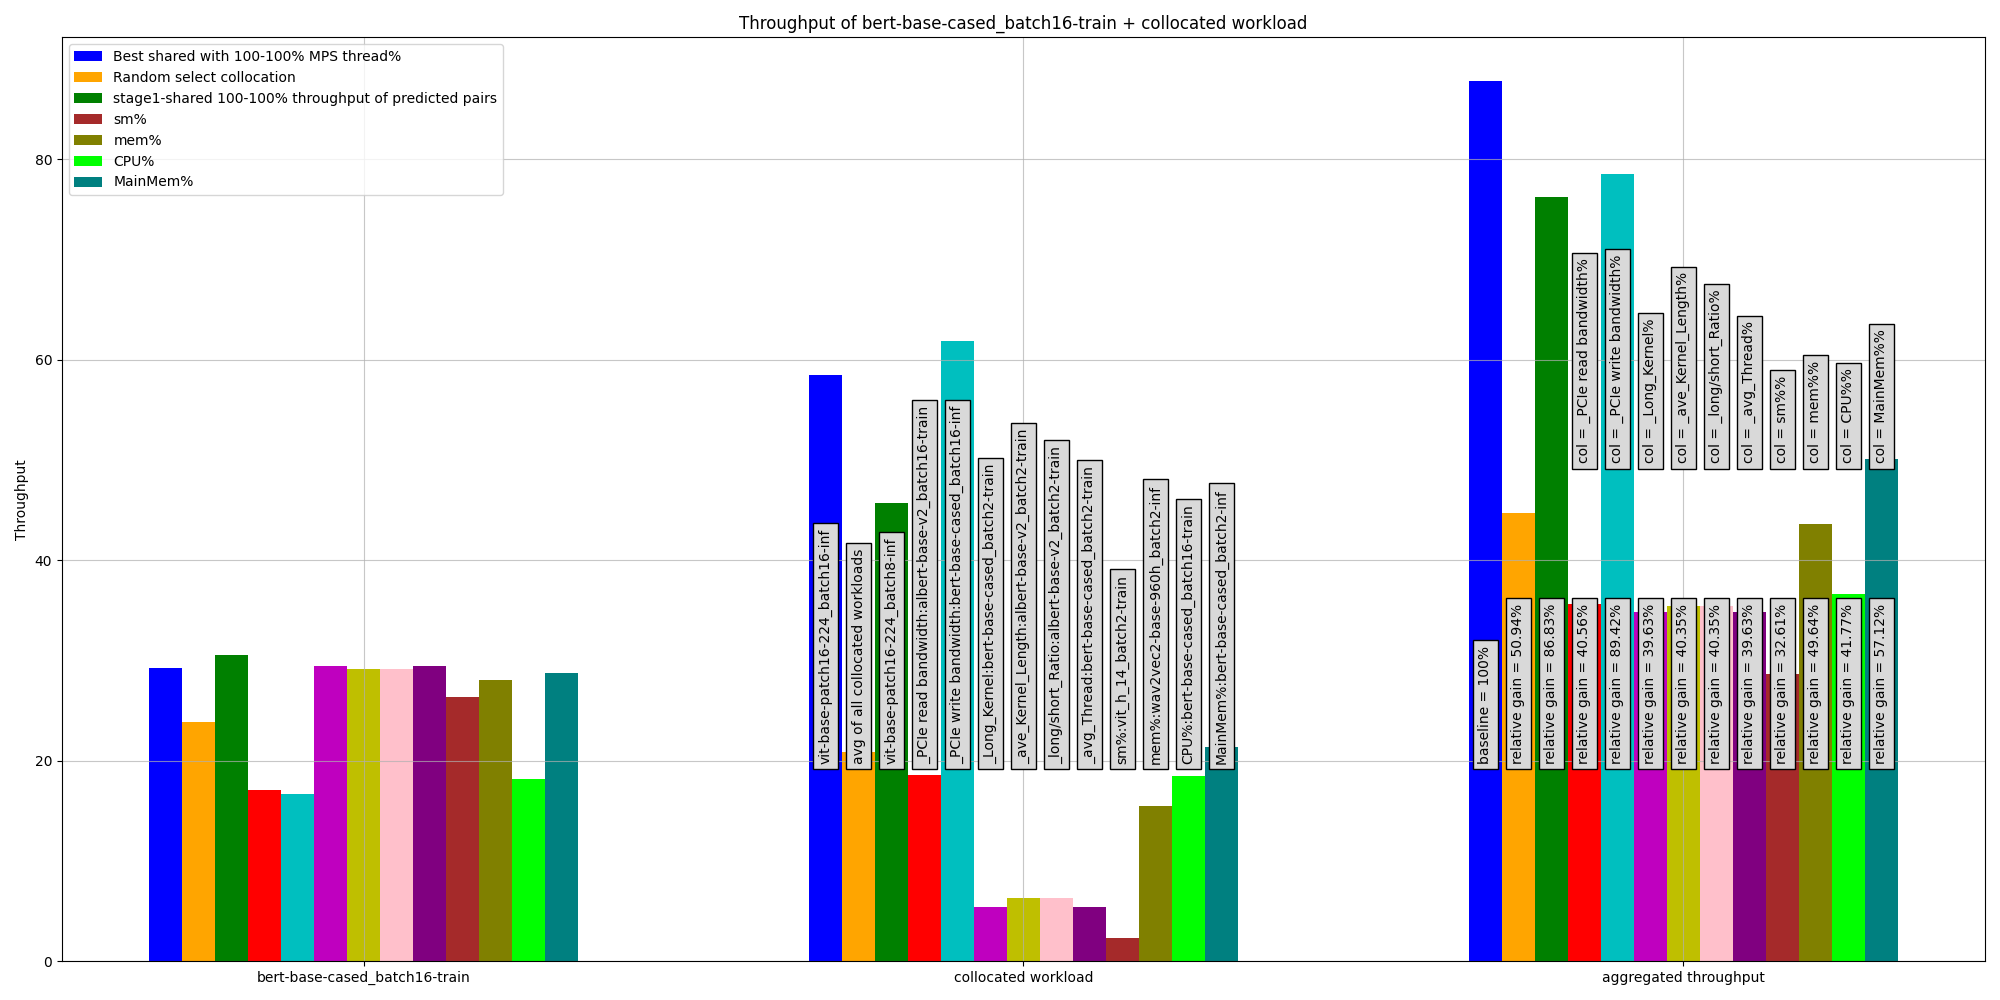 Throughput of bert-base-cased_batch16-train + collocated workload
Best shared with 100-100% MPS thread%
Random select collocation
stage1-shared 100-100% throughput of predicted pairs
sm%
mem%
CPU%
MainMem%
Throughput
80
60
40
20
0
vit-base-patch16-224_batch16-inf
avg of all collocated workloads
vit-base-patch16-224_batch8-inf
_PCIe read bandwidth:albert-base-v2_batch16-train
_PCIe write bandwidth:bert-base-cased_batch16-inf
_Long_Kernel:bert-base-cased_batch2-train
_ave_Kernel_Length:albert-base-v2_batch2-train
_long/short_Ratio:albert-base-v2_batch2-train
_avg_Thread:bert-base-cased_batch2-train
sm%:vit_h_14_batch2-train
mem%:wav2vec2-base-960h_batch2-inf
CPU%:bert-base-cased_batch16-train
MainMem%:bert-base-cased_batch2-inf
col = _PCIe read bandwidth%
col = _PCIe write bandwidth%
col = _Long_Kernel%
col = _ave_Kernel_Length%
col = _long/short_Ratio%
col = _avg_Thread%
col = sm%%
col = mem%%
col = CPU%%
col = MainMem%%
baseline = 100%
relative gain = 50.94%
relative gain = 86.83%
relative gain = 40.56%
relative gain = 89.42%
relative gain = 39.63%
relative gain = 40.35%
relative gain = 40.35%
relative gain = 39.63%
relative gain = 32.61%
relative gain = 49.64%
relative gain = 41.77%
relative gain = 57.12%
bert-base-cased_batch16-train
collocated workload
aggregated throughput